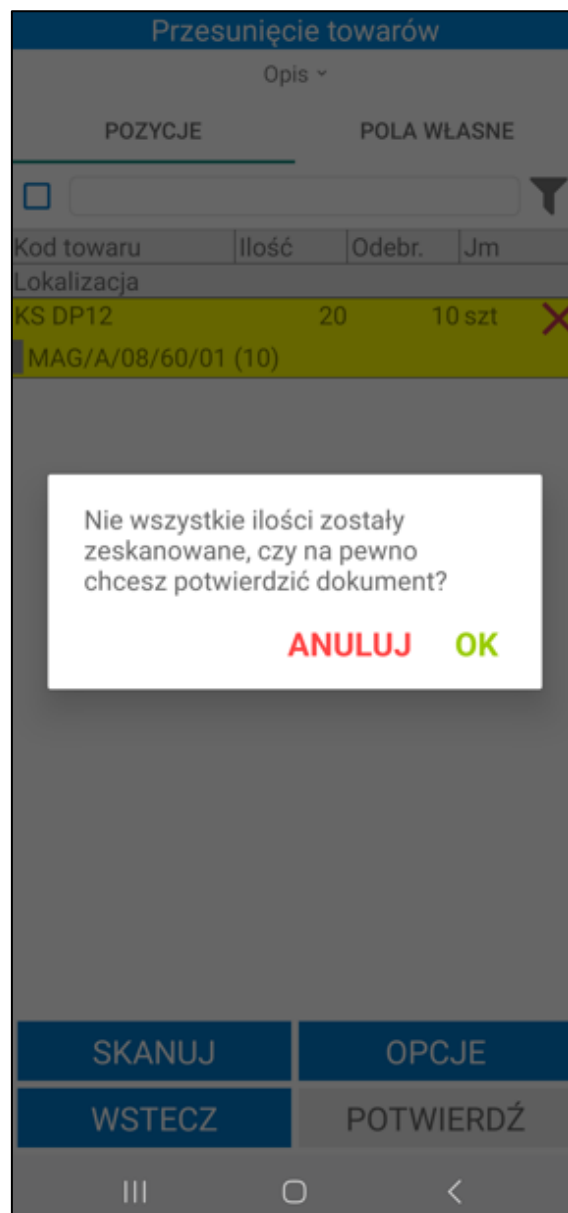 Przesunięcie towarów
Opis
POZYCJE POLA WŁASNE
Kod towaru Ilość Odebr. Jm
Lokalizacja
KS DP12 20 10 szt
MAG/A/08/60/01 (10)
Nie wszystkie ilości zostały
zeskanowane, czy na pewno
chcesz potwierdzić dokument?
ANULUJ OK
SKANUJ OPCJE
WSTECZ POTWIERDŹ